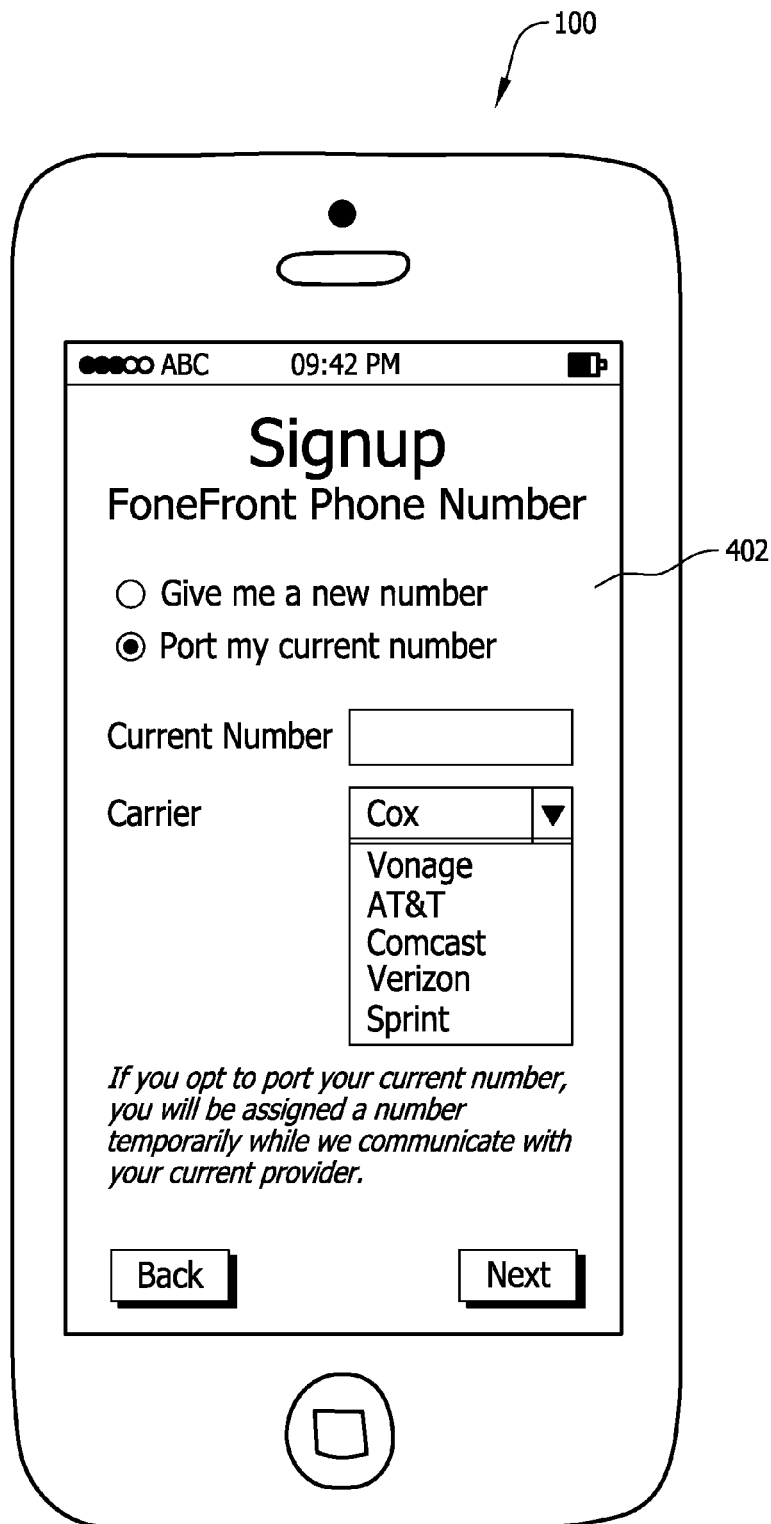 100
ABC 09:42 PM
Signup
FoneFront Phone Number
402
Give me a new number
Port my current number
Current Number
Carrier Cox
Vonage
AT&T
Comcast
Verizon
Sprint
If you opt to port your current number,
you will be assigned a number
temporarily while we communicate with
your current provider.
Back Next